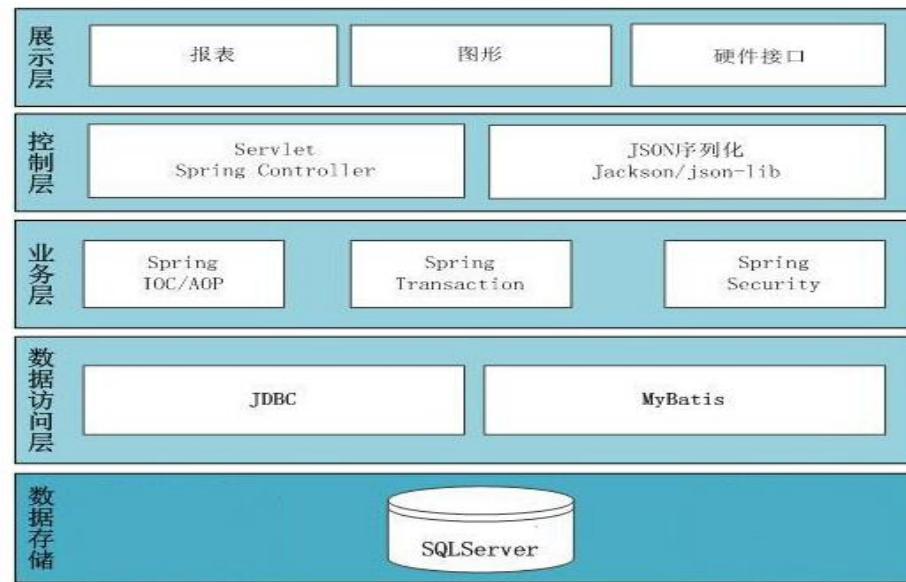 展示层
报表
图形
硬件接口
控制层
Servlet
Spring Controller
JSON序列化
Jackson/json-lib
业务层
Spring
IOC/AOP
Spring
Transaction
Spring
Security
数据访问层
JDBC
MyBatis
数据存储
SQLServer